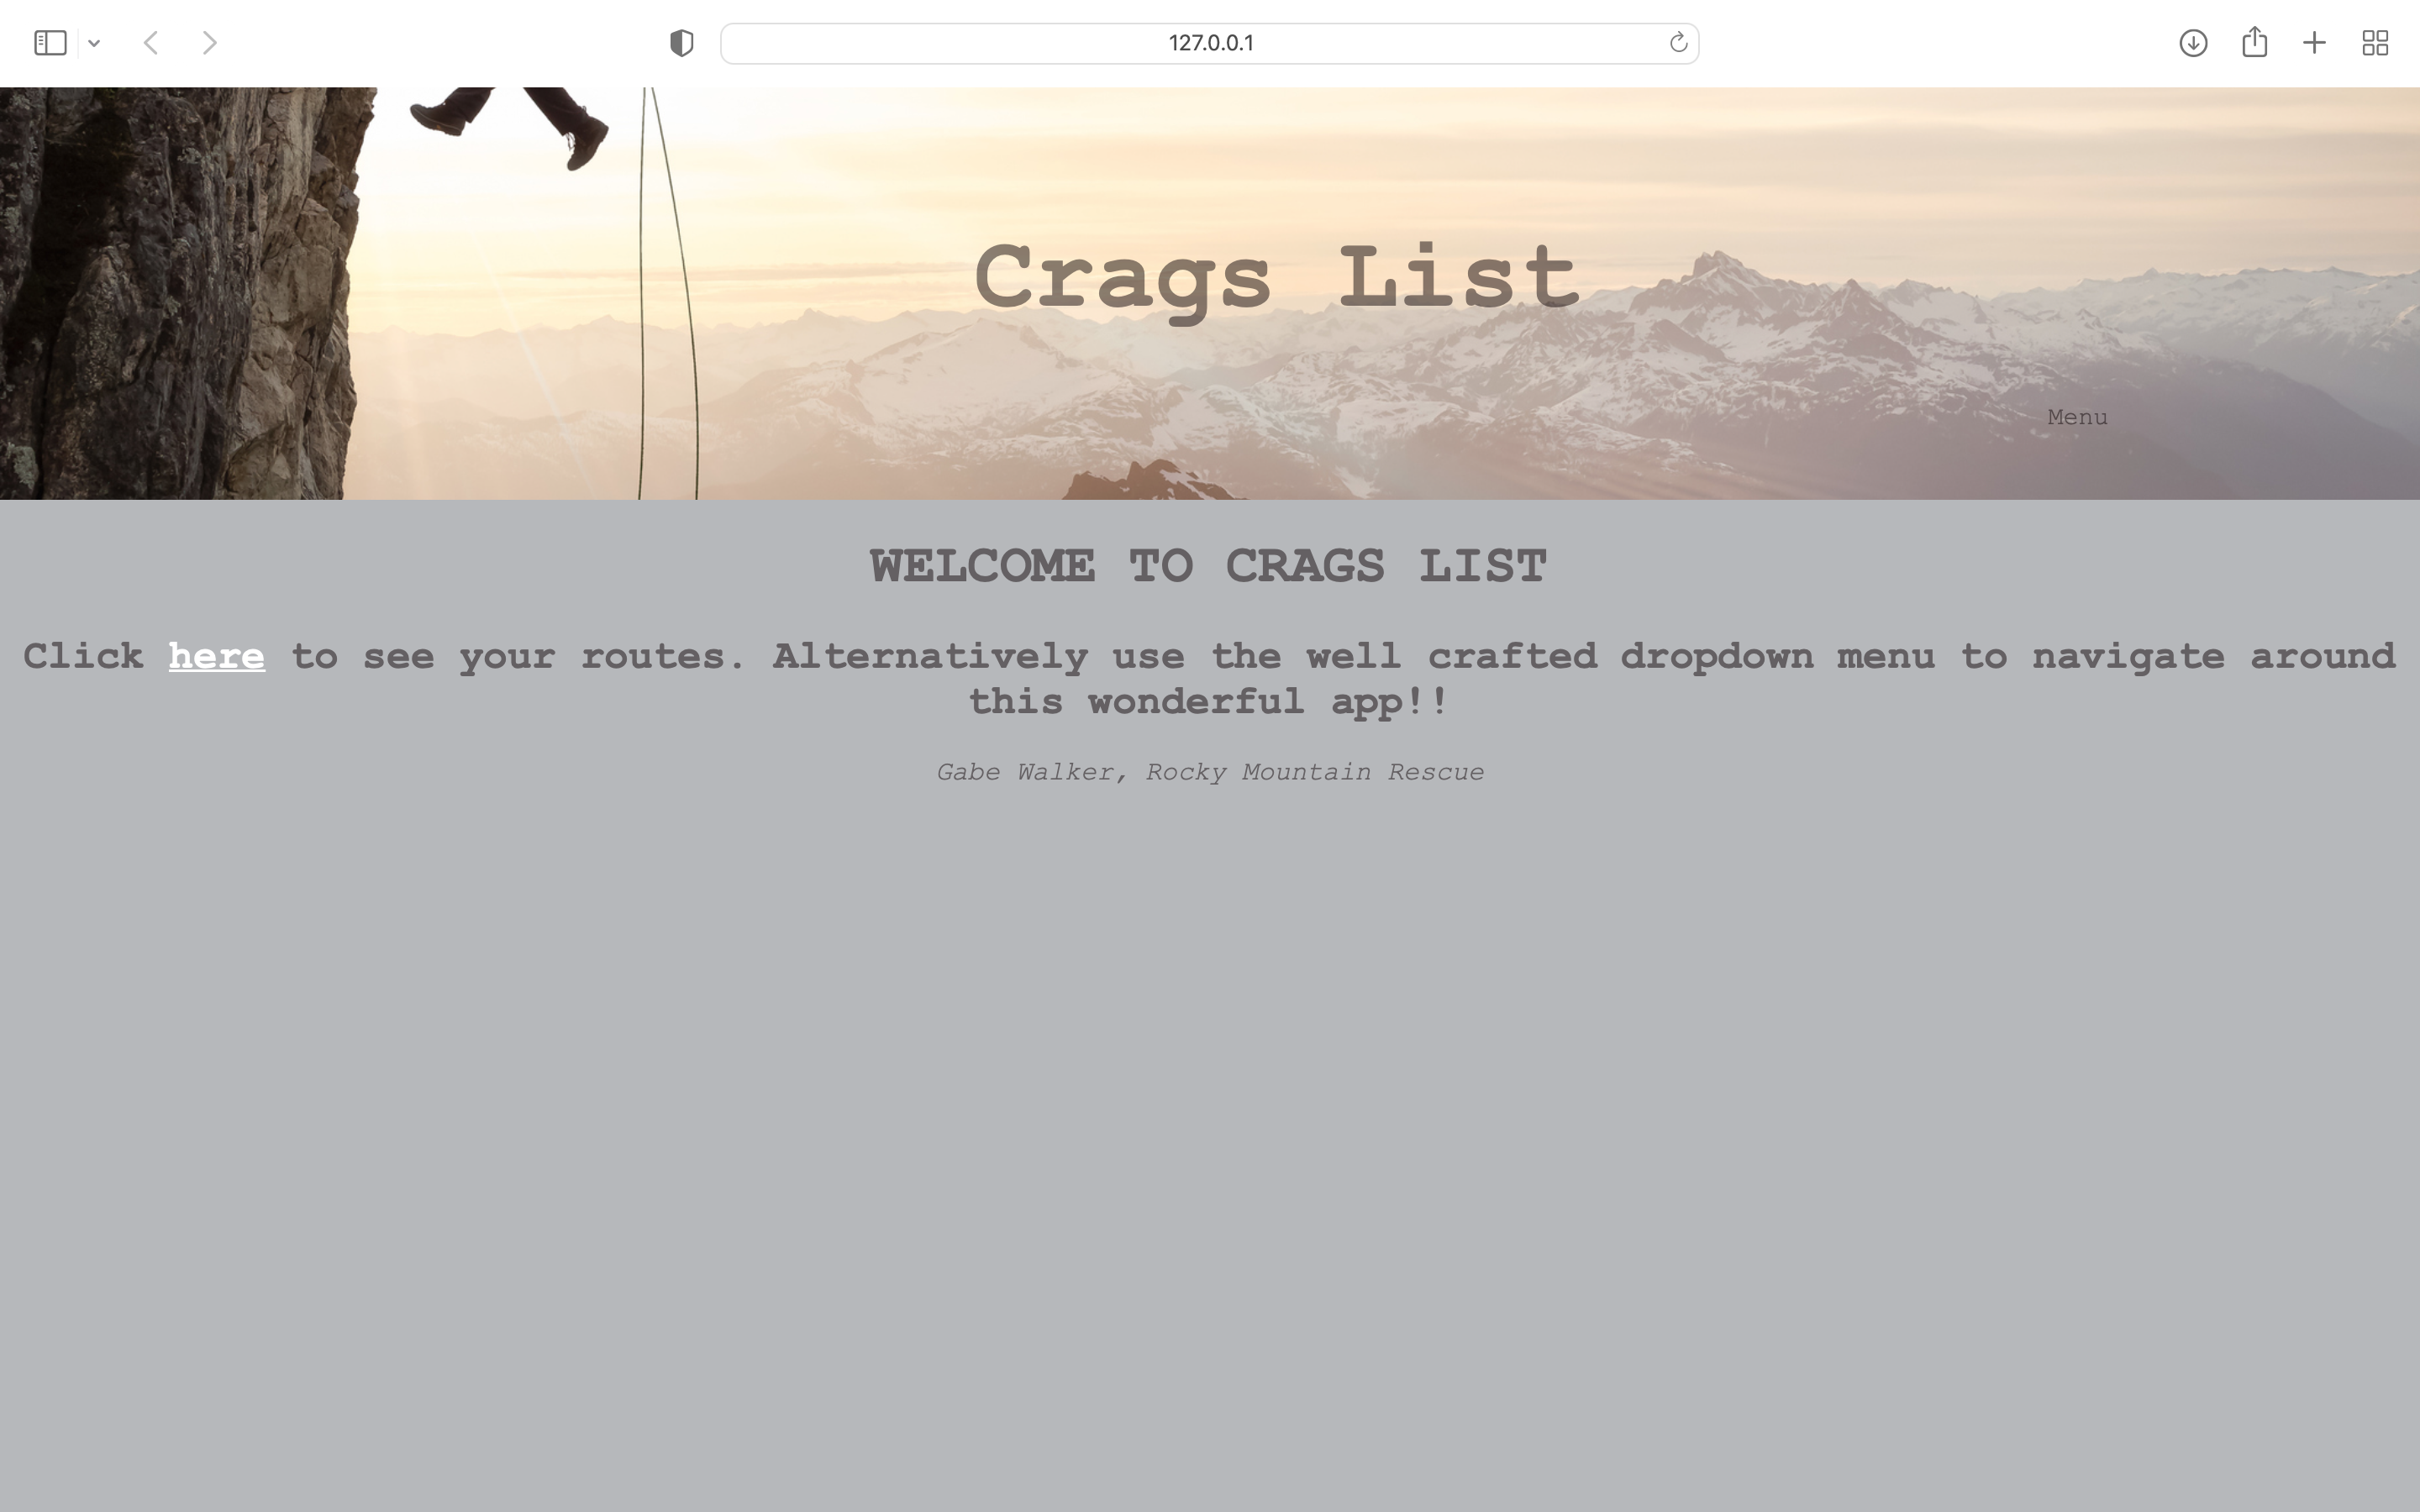 127.0.0.1
Crags List
Menu
WELCOME TO CRAGS LIST
Click here to see your routes. Alternatively use the well crafted dropdown menu to navigate around
this wonderful app!!
Gabe Walker, Rocky Mountain Rescue